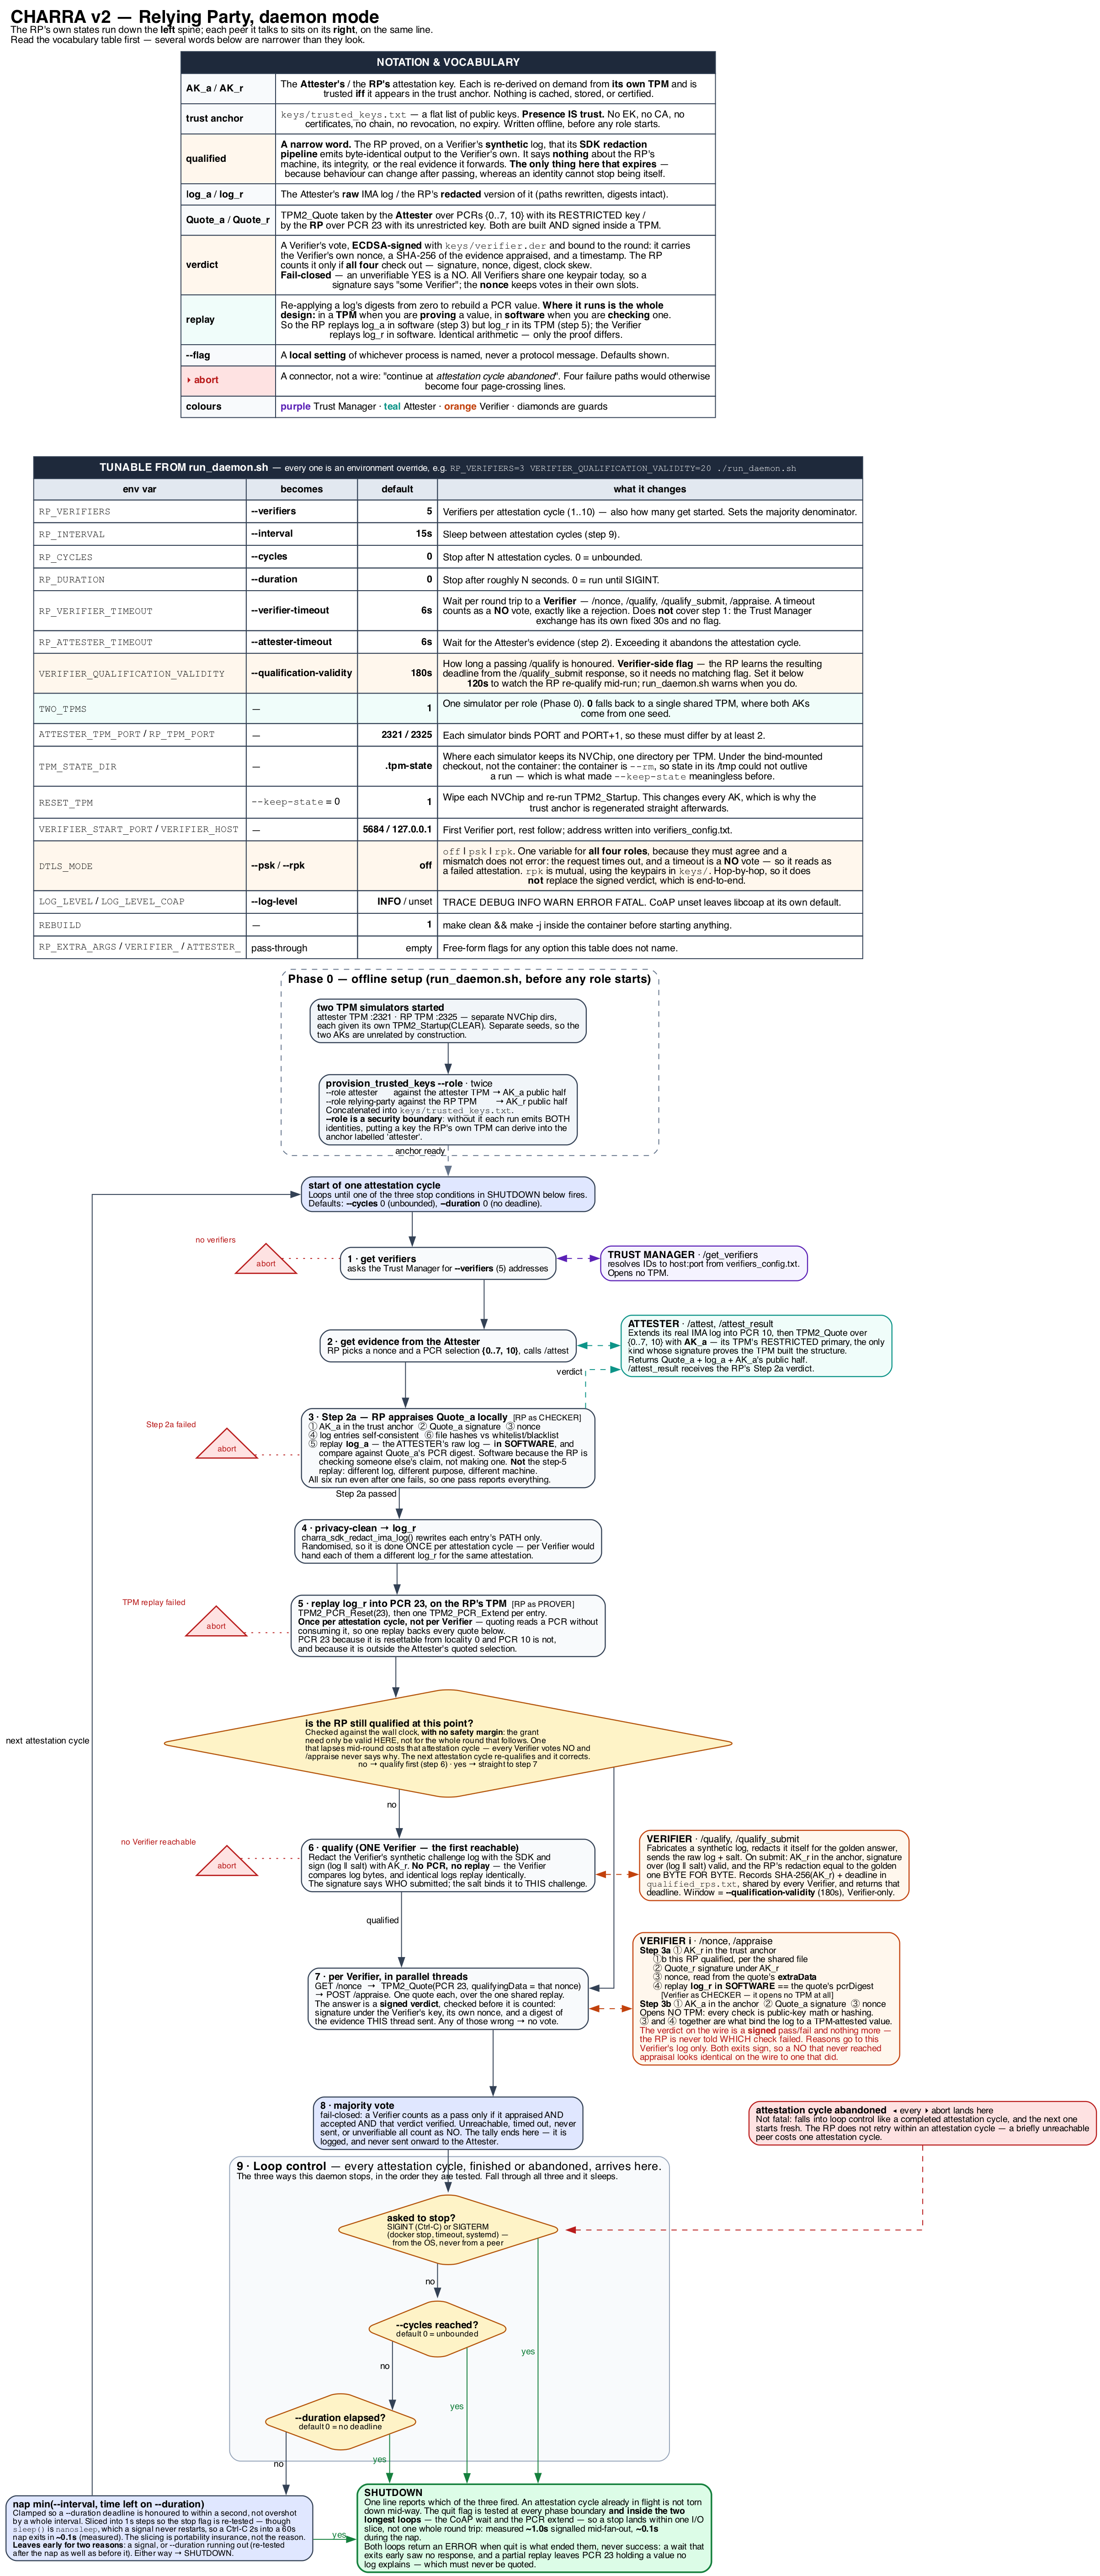 CHARRA v2 — Relying Party, daemon mode
The RP's own states run down the left spine; each peer it talks to sits on its right, on the same line.
Read the vocabulary table first — several words below are narrower than they look.
NOTATION & VOCABULARY
AK_a / AK_r
The Attester's / the RP's attestation key. Each is re-derived on demand from its own TPM and is
trusted iff it appears in the trust anchor. Nothing is cached, stored, or certified.
trust anchor
keys/trusted_keys.txt — a flat list of public keys. Presence IS trust. No EK, no CA, no
certificates, no chain, no revocation, no expiry. Written offline, before any role starts.
qualified
A narrow word. The RP proved, on a Verifier's synthetic log, that its SDK redaction
pipeline emits byte-identical output to the Verifier's own. It says nothing about the RP's
machine, its integrity, or the real evidence it forwards. The only thing here that expires —
because behaviour can change after passing, whereas an identity cannot stop being itself.
log_a / log_r
The Attester's raw IMA log / the RP's redacted version of it (paths rewritten, digests intact).
Quote_a / Quote_r
TPM2_Quote taken by the Attester over PCRs {0..7, 10} with its RESTRICTED key /
by the RP over PCR 23 with its unrestricted key. Both are built AND signed inside a TPM.
verdict
A Verifier's vote, ECDSA-signed with keys/verifier.der and bound to the round: it carries
the Verifier's own nonce, a SHA-256 of the evidence appraised, and a timestamp. The RP
counts it only if all four check out — signature, nonce, digest, clock skew.
Fail-closed — an unverifiable YES is a NO. All Verifiers share one keypair today, so a
signature says "some Verifier"; the nonce keeps votes in their own slots.
replay
Re-applying a log's digests from zero to rebuild a PCR value. Where it runs is the whole
design: in a TPM when you are proving a value, in software when you are checking one.
So the RP replays log_a in software (step 3) but log_r in its TPM (step 5); the Verifier
replays log_r in software. Identical arithmetic — only the proof differs.
--flag
A local setting of whichever process is named, never a protocol message. Defaults shown.
⏵ abort
A connector, not a wire: "continue at attestation cycle abandoned". Four failure paths would otherwise
become four page-crossing lines.
colours
purple Trust Manager · teal Attester · orange Verifier · diamonds are guards
TUNABLE FROM run_daemon.sh — every one is an environment override, e.g. RP_VERIFIERS=3 VERIFIER_QUALIFICATION_VALIDITY=20 ./run_daemon.sh
env var becomes default what it changes
RP_VERIFIERS --verifiers 5 Verifiers per attestation cycle (1..10) — also how many get started. Sets the majority denominator.
RP_INTERVAL --interval 15s Sleep between attestation cycles (step 9).
RP_CYCLES --cycles 0 Stop after N attestation cycles. 0 = unbounded.
RP_DURATION --duration 0 Stop after roughly N seconds. 0 = run until SIGINT.
RP_VERIFIER_TIMEOUT --verifier-timeout 6s Wait per round trip to a Verifier — /nonce, /qualify, /qualify_submit, /appraise. A timeout
counts as a NO vote, exactly like a rejection. Does not cover step 1: the Trust Manager
exchange has its own fixed 30s and no flag.
RP_ATTESTER_TIMEOUT --attester-timeout 6s Wait for the Attester's evidence (step 2). Exceeding it abandons the attestation cycle.
VERIFIER_QUALIFICATION_VALIDITY --qualification-validity 180s How long a passing /qualify is honoured. Verifier-side flag — the RP learns the resulting
deadline from the /qualify_submit response, so it needs no matching flag. Set it below
120s to watch the RP re-qualify mid-run; run_daemon.sh warns when you do.
TWO_TPMS — 1 One simulator per role (Phase 0). 0 falls back to a single shared TPM, where both AKs
come from one seed.
ATTESTER_TPM_PORT / RP_TPM_PORT — 2321 / 2325 Each simulator binds PORT and PORT+1, so these must differ by at least 2.
TPM_STATE_DIR — .tpm-state Where each simulator keeps its NVChip, one directory per TPM. Under the bind-mounted
checkout, not the container: the container is --rm, so state in its /tmp could not outlive
a run — which is what made --keep-state meaningless before.
RESET_TPM --keep-state = 0 1 Wipe each NVChip and re-run TPM2_Startup. This changes every AK, which is why the
trust anchor is regenerated straight afterwards.
VERIFIER_START_PORT / VERIFIER_HOST — 5684 / 127.0.0.1 First Verifier port, rest follow; address written into verifiers_config.txt.
DTLS_MODE --psk / --rpk off off | psk | rpk. One variable for all four roles, because they must agree and a
mismatch does not error: the request times out, and a timeout is a NO vote — so it reads as
a failed attestation. rpk is mutual, using the keypairs in keys/. Hop-by-hop, so it does
not replace the signed verdict, which is end-to-end.
LOG_LEVEL / LOG_LEVEL_COAP --log-level INFO / unset TRACE DEBUG INFO WARN ERROR FATAL. CoAP unset leaves libcoap at its own default.
REBUILD — 1 make clean && make -j inside the container before starting anything.
RP_EXTRA_ARGS / VERIFIER_ / ATTESTER_ pass-through empty Free-form flags for any option this table does not name.
Phase 0 — offline setup (run_daemon.sh, before any role starts)
two TPM simulators started
attester TPM :2321 · RP TPM :2325 — separate NVChip dirs,
each given its own TPM2_Startup(CLEAR). Separate seeds, so the
two AKs are unrelated by construction.
provision_trusted_keys --role · twice
--role attester against the attester TPM → AK_a public half
--role relying-party against the RP TPM → AK_r public half
Concatenated into keys/trusted_keys.txt.
--role is a security boundary: without it each run emits BOTH
identities, putting a key the RP's own TPM can derive into the
anchor labelled 'attester'.
anchor ready
start of one attestation cycle
Loops until one of the three stop conditions in SHUTDOWN below fires.
Defaults: --cycles 0 (unbounded), --duration 0 (no deadline).
no verifiers
abort
1 · get verifiers
asks the Trust Manager for --verifiers (5) addresses
TRUST MANAGER · /get_verifiers
resolves IDs to host:port from verifiers_config.txt.
Opens no TPM.
2 · get evidence from the Attester
RP picks a nonce and a PCR selection {0..7, 10}, calls /attest
ATTESTER · /attest, /attest_result
Extends its real IMA log into PCR 10, then TPM2_Quote over
{0..7, 10} with AK_a — its TPM's RESTRICTED primary, the only
kind whose signature proves the TPM built the structure.
Returns Quote_a + log_a + AK_a's public half.
/attest_result receives the RP's Step 2a verdict.
verdict
Step 2a failed
abort
3 · Step 2a — RP appraises Quote_a locally [RP as CHECKER]
① AK_a in the trust anchor ② Quote_a signature ③ nonce
④ log entries self-consistent ⑥ file hashes vs whitelist/blacklist
⑤ replay log_a — the ATTESTER's raw log — in SOFTWARE, and
compare against Quote_a's PCR digest. Software because the RP is
checking someone else's claim, not making one. Not the step-5
replay: different log, different purpose, different machine.
All six run even after one fails, so one pass reports everything.
Step 2a passed
4 · privacy-clean → log_r
charra_sdk_redact_ima_log() rewrites each entry's PATH only.
Randomised, so it is done ONCE per attestation cycle — per Verifier would
hand each of them a different log_r for the same attestation.
TPM replay failed
abort
5 · replay log_r into PCR 23, on the RP's TPM [RP as PROVER]
TPM2_PCR_Reset(23), then one TPM2_PCR_Extend per entry.
Once per attestation cycle, not per Verifier — quoting reads a PCR without
consuming it, so one replay backs every quote below.
PCR 23 because it is resettable from locality 0 and PCR 10 is not,
and because it is outside the Attester's quoted selection.
is the RP still qualified at this point?
Checked against the wall clock, with no safety margin: the grant
need only be valid HERE, not for the whole round that follows. One
that lapses mid-round costs that attestation cycle — every Verifier votes NO and
/appraise never says why. The next attestation cycle re-qualifies and it corrects.
no → qualify first (step 6) · yes → straight to step 7
next attestation cycle
no
no Verifier reachable
abort
6 · qualify (ONE Verifier — the first reachable)
Redact the Verifier's synthetic challenge log with the SDK and
sign (log ‖ salt) with AK_r. No PCR, no replay — the Verifier
compares log bytes, and identical logs replay identically.
The signature says WHO submitted; the salt binds it to THIS challenge.
VERIFIER · /qualify, /qualify_submit
Fabricates a synthetic log, redacts it itself for the golden answer,
sends the raw log + salt. On submit: AK_r in the anchor, signature
over (log ‖ salt) valid, and the RP's redaction equal to the golden
one BYTE FOR BYTE. Records SHA-256(AK_r) + deadline in
qualified_rps.txt, shared by every Verifier, and returns that
deadline. Window = --qualification-validity (180s), Verifier-only.
qualified
7 · per Verifier, in parallel threads
GET /nonce → TPM2_Quote(PCR 23, qualifyingData = that nonce)
→ POST /appraise. One quote each, over the one shared replay.
The answer is a signed verdict, checked before it is counted:
signature under the Verifier's key, its own nonce, and a digest of
the evidence THIS thread sent. Any of those wrong → no vote.
VERIFIER i · /nonce, /appraise
Step 3a ① AK_r in the trust anchor
①b this RP qualified, per the shared file
② Quote_r signature under AK_r
③ nonce, read from the quote's extraData
④ replay log_r in SOFTWARE == the quote's pcrDigest
[Verifier as CHECKER — it opens no TPM at all]
Step 3b ① AK_a in the anchor ② Quote_a signature ③ nonce
Opens NO TPM: every check is public-key math or hashing.
③ and ④ together are what bind the log to a TPM-attested value.
The verdict on the wire is a signed pass/fail and nothing more —
the RP is never told WHICH check failed. Reasons go to this
Verifier's log only. Both exits sign, so a NO that never reached
appraisal looks identical on the wire to one that did.
8 · majority vote
fail-closed: a Verifier counts as a pass only if it appraised AND
accepted AND that verdict verified. Unreachable, timed out, never
sent, or unverifiable all count as NO. The tally ends here — it is
logged, and never sent onward to the Attester.
attestation cycle abandoned ◂ every ⏵ abort lands here
Not fatal: falls into loop control like a completed attestation cycle, and the next one
starts fresh. The RP does not retry within an attestation cycle — a briefly unreachable
peer costs one attestation cycle.
9 · Loop control — every attestation cycle, finished or abandoned, arrives here.
The three ways this daemon stops, in the order they are tested. Fall through all three and it sleeps.
asked to stop?
SIGINT (Ctrl-C) or SIGTERM
(docker stop, timeout, systemd) —
from the OS, never from a peer
no
--cycles reached?
default 0 = unbounded
yes
no
yes
--duration elapsed?
default 0 = no deadline
yes
no
nap min(--interval, time left on --duration)
Clamped so a --duration deadline is honoured to within a second, not overshot
by a whole interval. Sliced into 1s steps so the stop flag is re-tested — though
sleep() is nanosleep, which a signal never restarts, so a Ctrl-C 2s into a 60s
nap exits in ~0.1s (measured). The slicing is portability insurance, not the reason.
Leaves early for two reasons: a signal, or --duration running out (re-tested
after the nap as well as before it). Either way → SHUTDOWN.
yes
SHUTDOWN
One line reports which of the three fired. An attestation cycle already in flight is not torn
down mid-way. The quit flag is tested at every phase boundary and inside the two
longest loops — the CoAP wait and the PCR extend — so a stop lands within one I/O
slice, not one whole round trip: measured ~1.0s signalled mid-fan-out, ~0.1s
during the nap.
Both loops return an ERROR when quit is what ended them, never success: a wait that
exits early saw no response, and a partial replay leaves PCR 23 holding a value no
log explains — which must never be quoted.